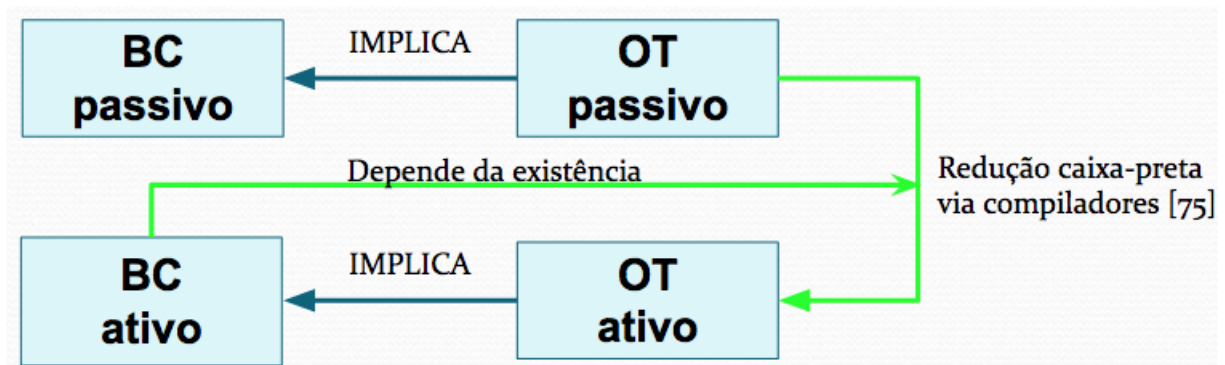 BC
passivo
IMPLICA
OT
passivo
Depende da existência
Redução caixa-preta
via compiladores [75]
BC
ativo
IMPLICA
OT
ativo